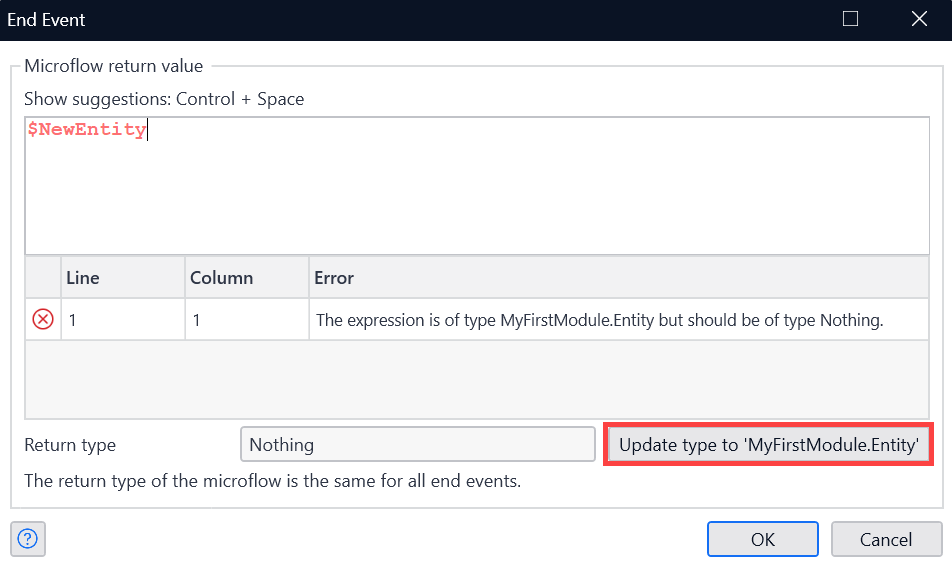 End Event
Microflow return value
Show suggestions: Control + Space
$NewEntity
Line Column Error
1 1 The expression is of type MyFirstModule.Entity but should be of type Nothing.
Return type Nothing Update type to 'MyFirstModule.Entity'
The return type of the microflow is the same for all end events.
? OK Cancel